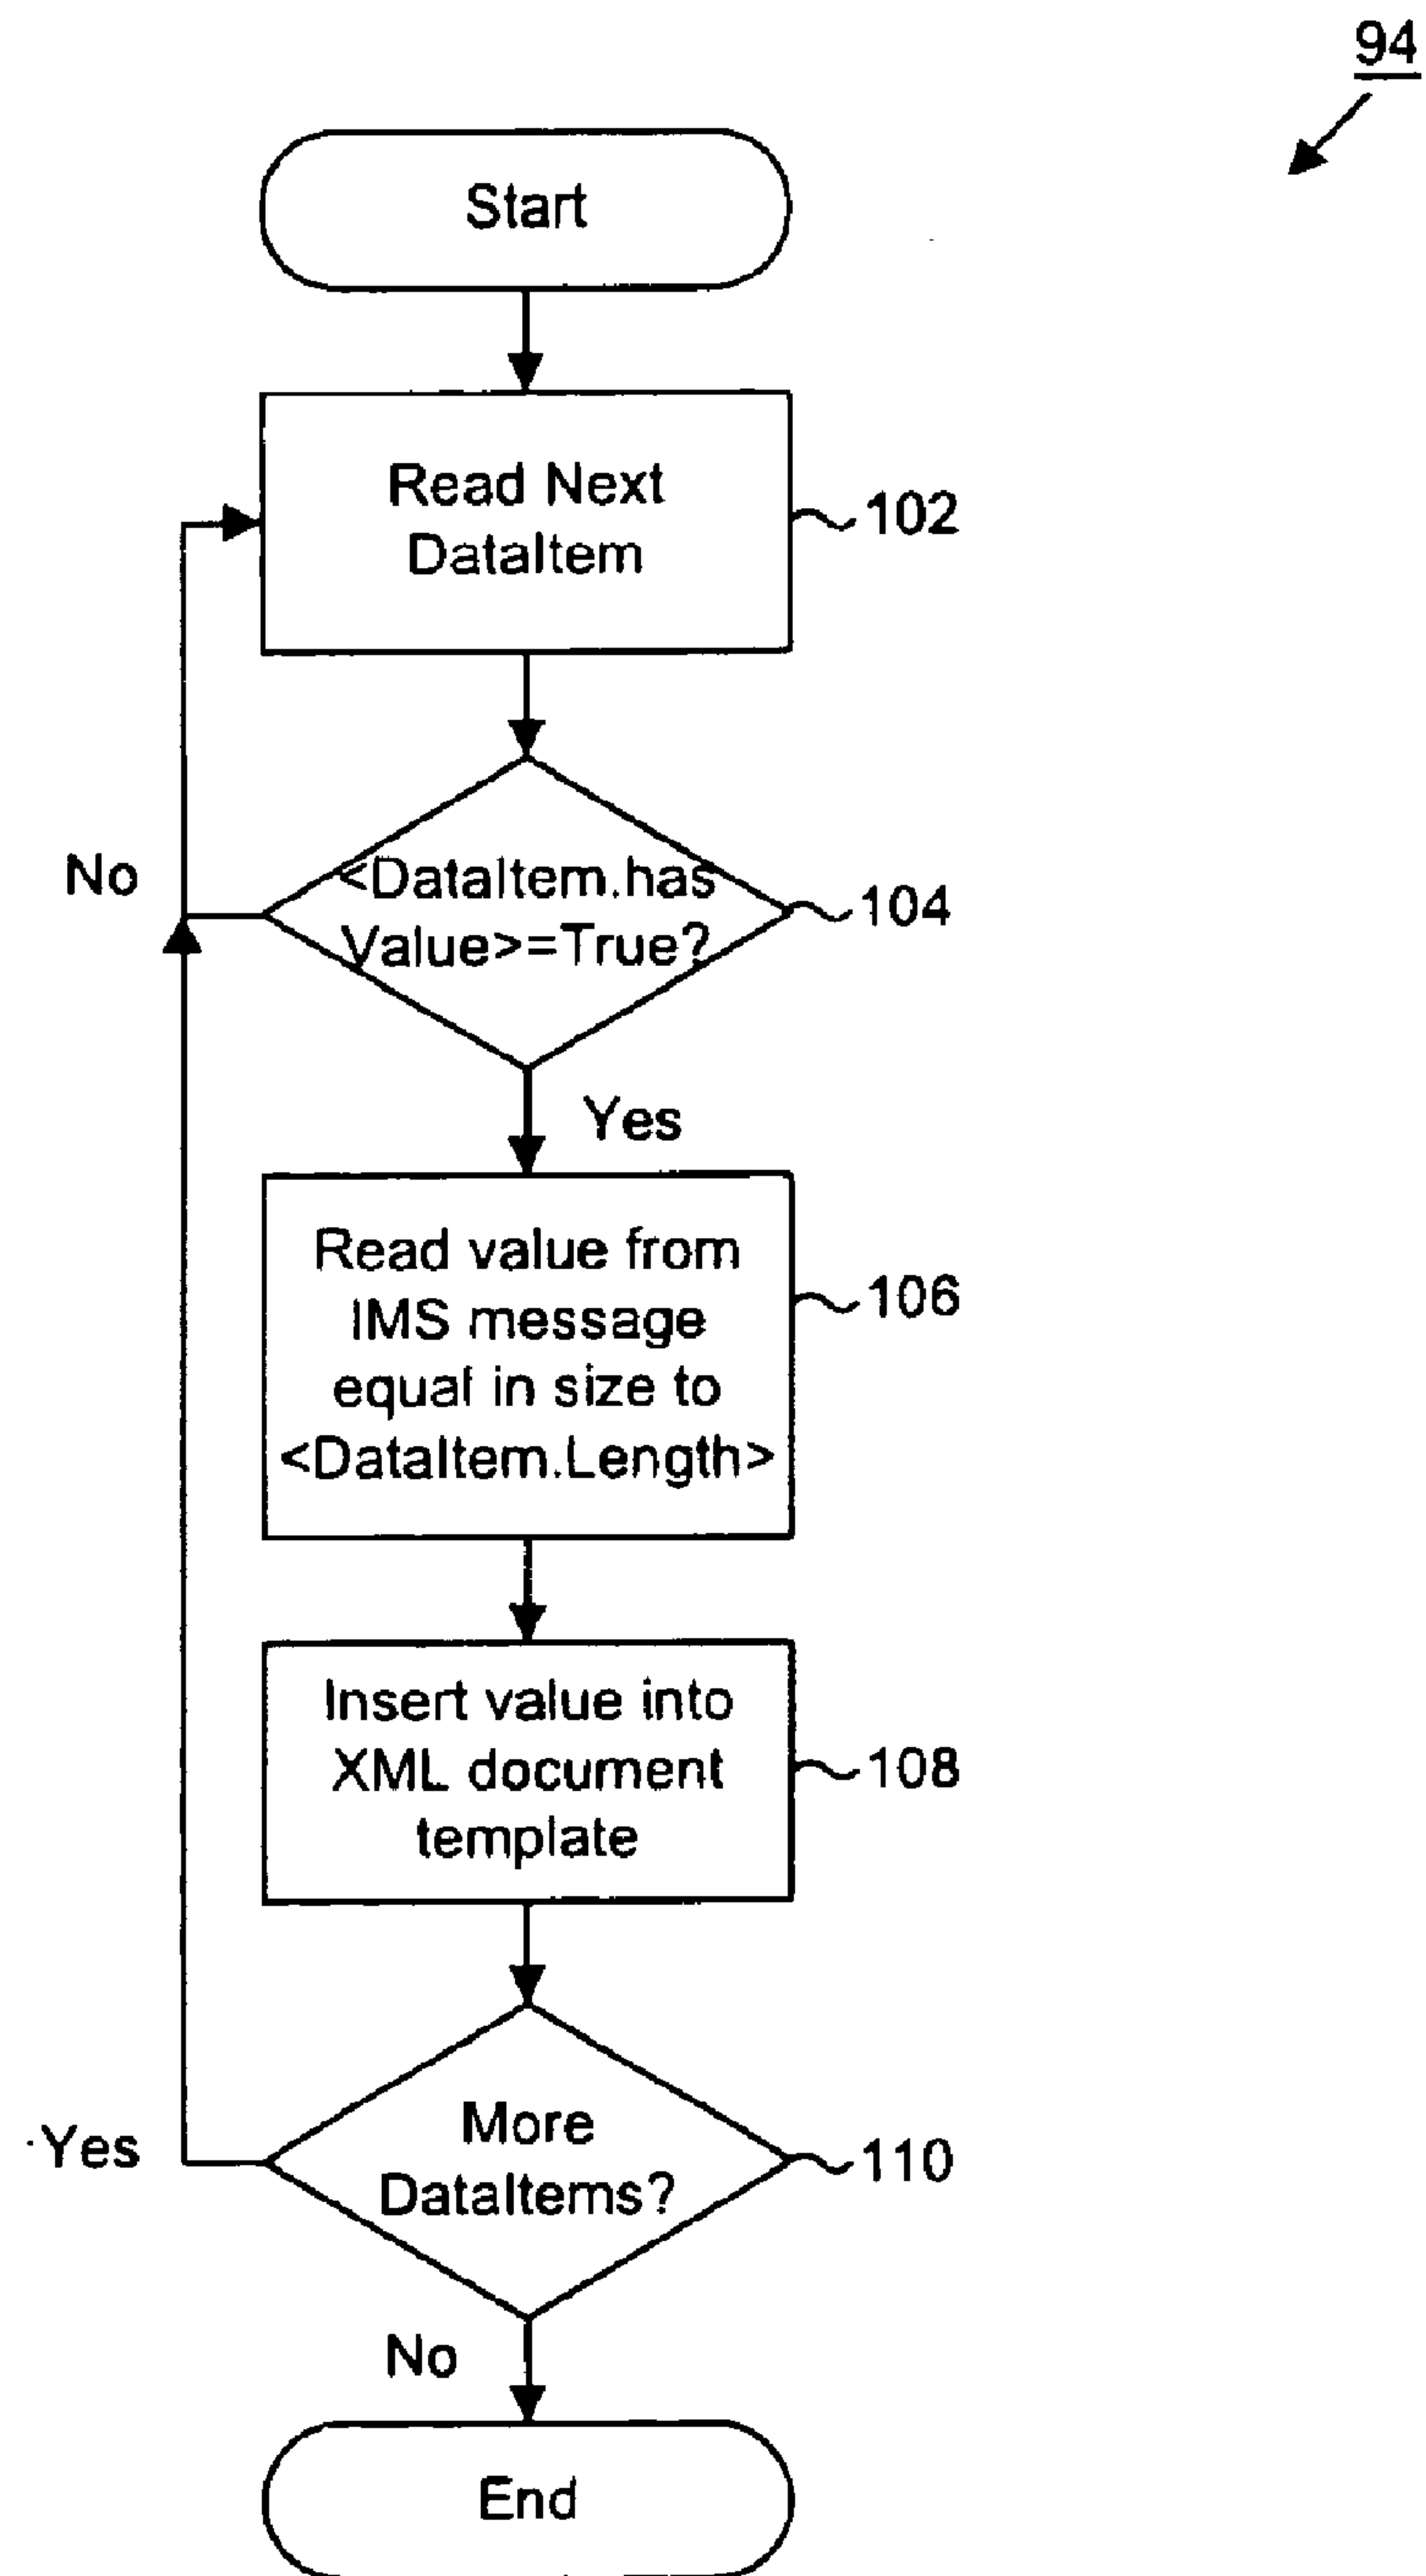 94
Start
Read Next
DataItem
102
No
<DataItem.has
Value>=True?
104
Yes
Read value from
IMS message
equal in size to
<DataItem.Length>
106
Insert value into
XML document
template
108
Yes
More
DataItems?
110
No
End